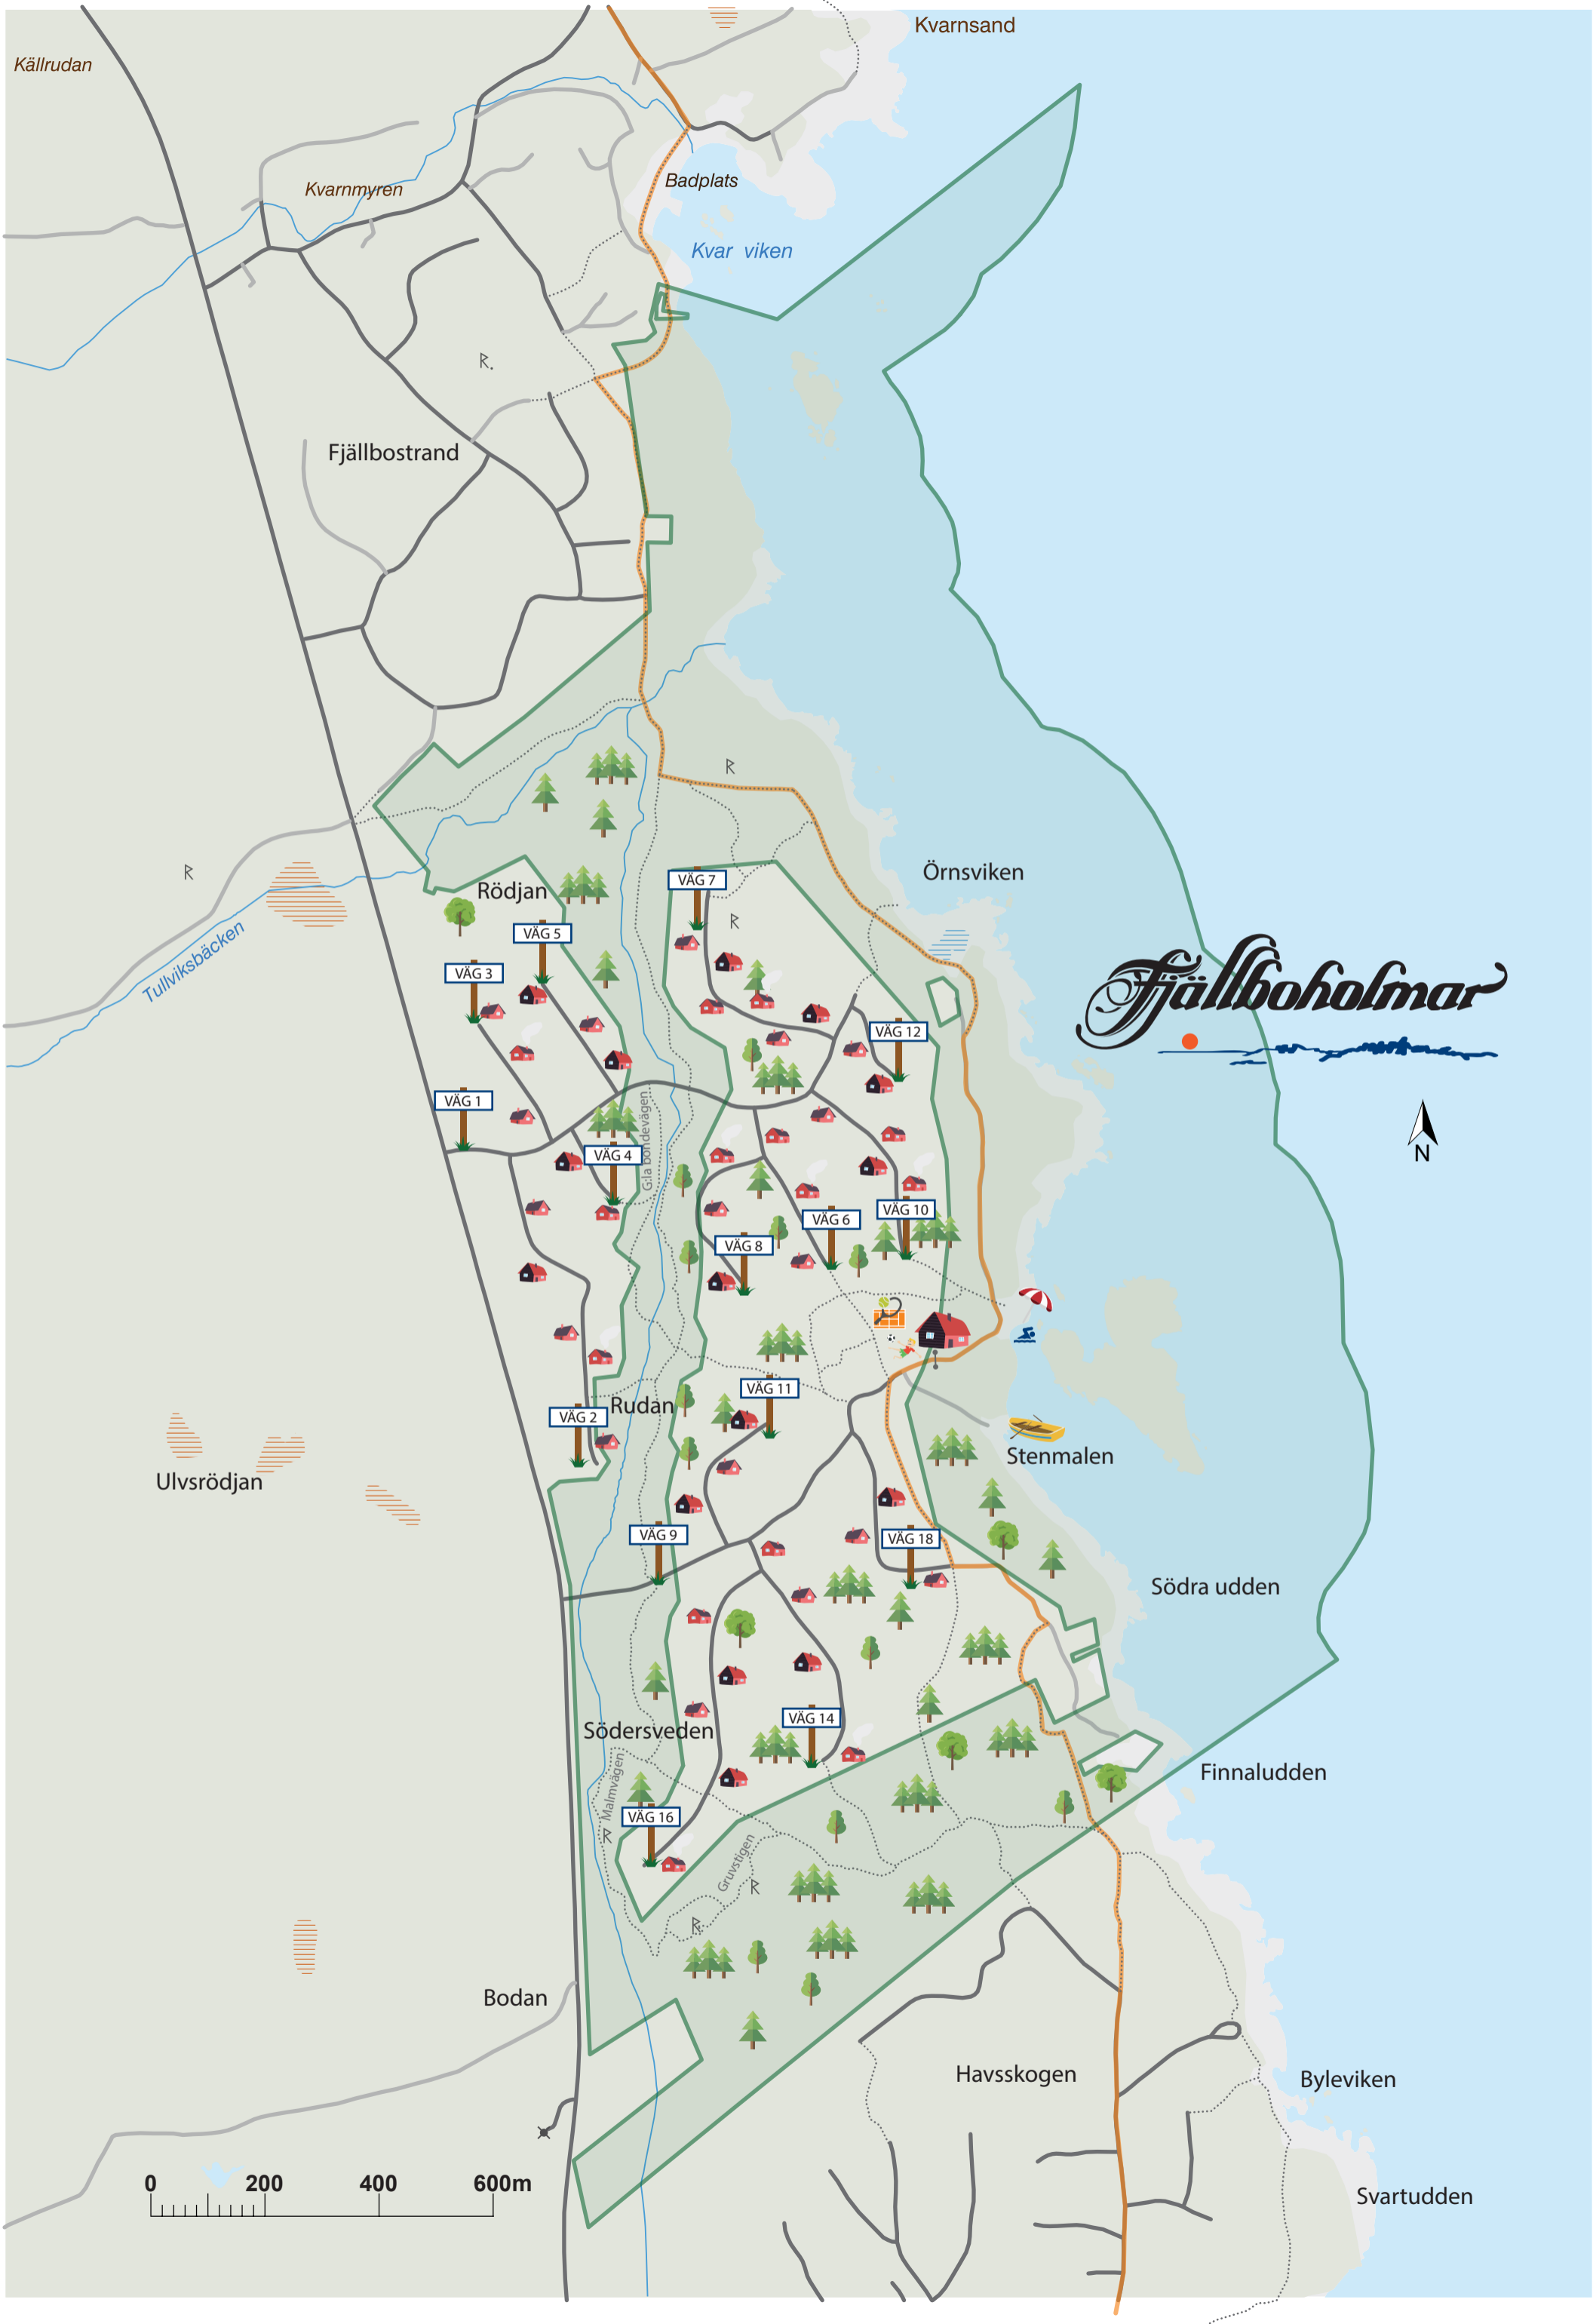 Kvarnsand
Källrudan
Badplats
Kvarnmyren
Kvar viken
R.
Fjällbostrand
R
R
Örnsviken
VÄG 7
Rödjan
R
VÄG 5
Tullviksbäcken
VÄG 3
Fjällboholmar
VÄG 12
VÄG 1
G:la bondevägen
N
VÄG 4
VÄG 10
VÄG 6
VÄG 8
VÄG 11
Rudan
VÄG 2
Stenmalen
Ulvsrödjan
VÄG 9
VÄG 18
Södra udden
VÄG 14
Södersveden
Finnaludden
Malmvägen
VÄG 16
R
Gruvstigen
R
R
Bodan
Havsskogen
Byleviken
0 200 400 600m
Svartudden